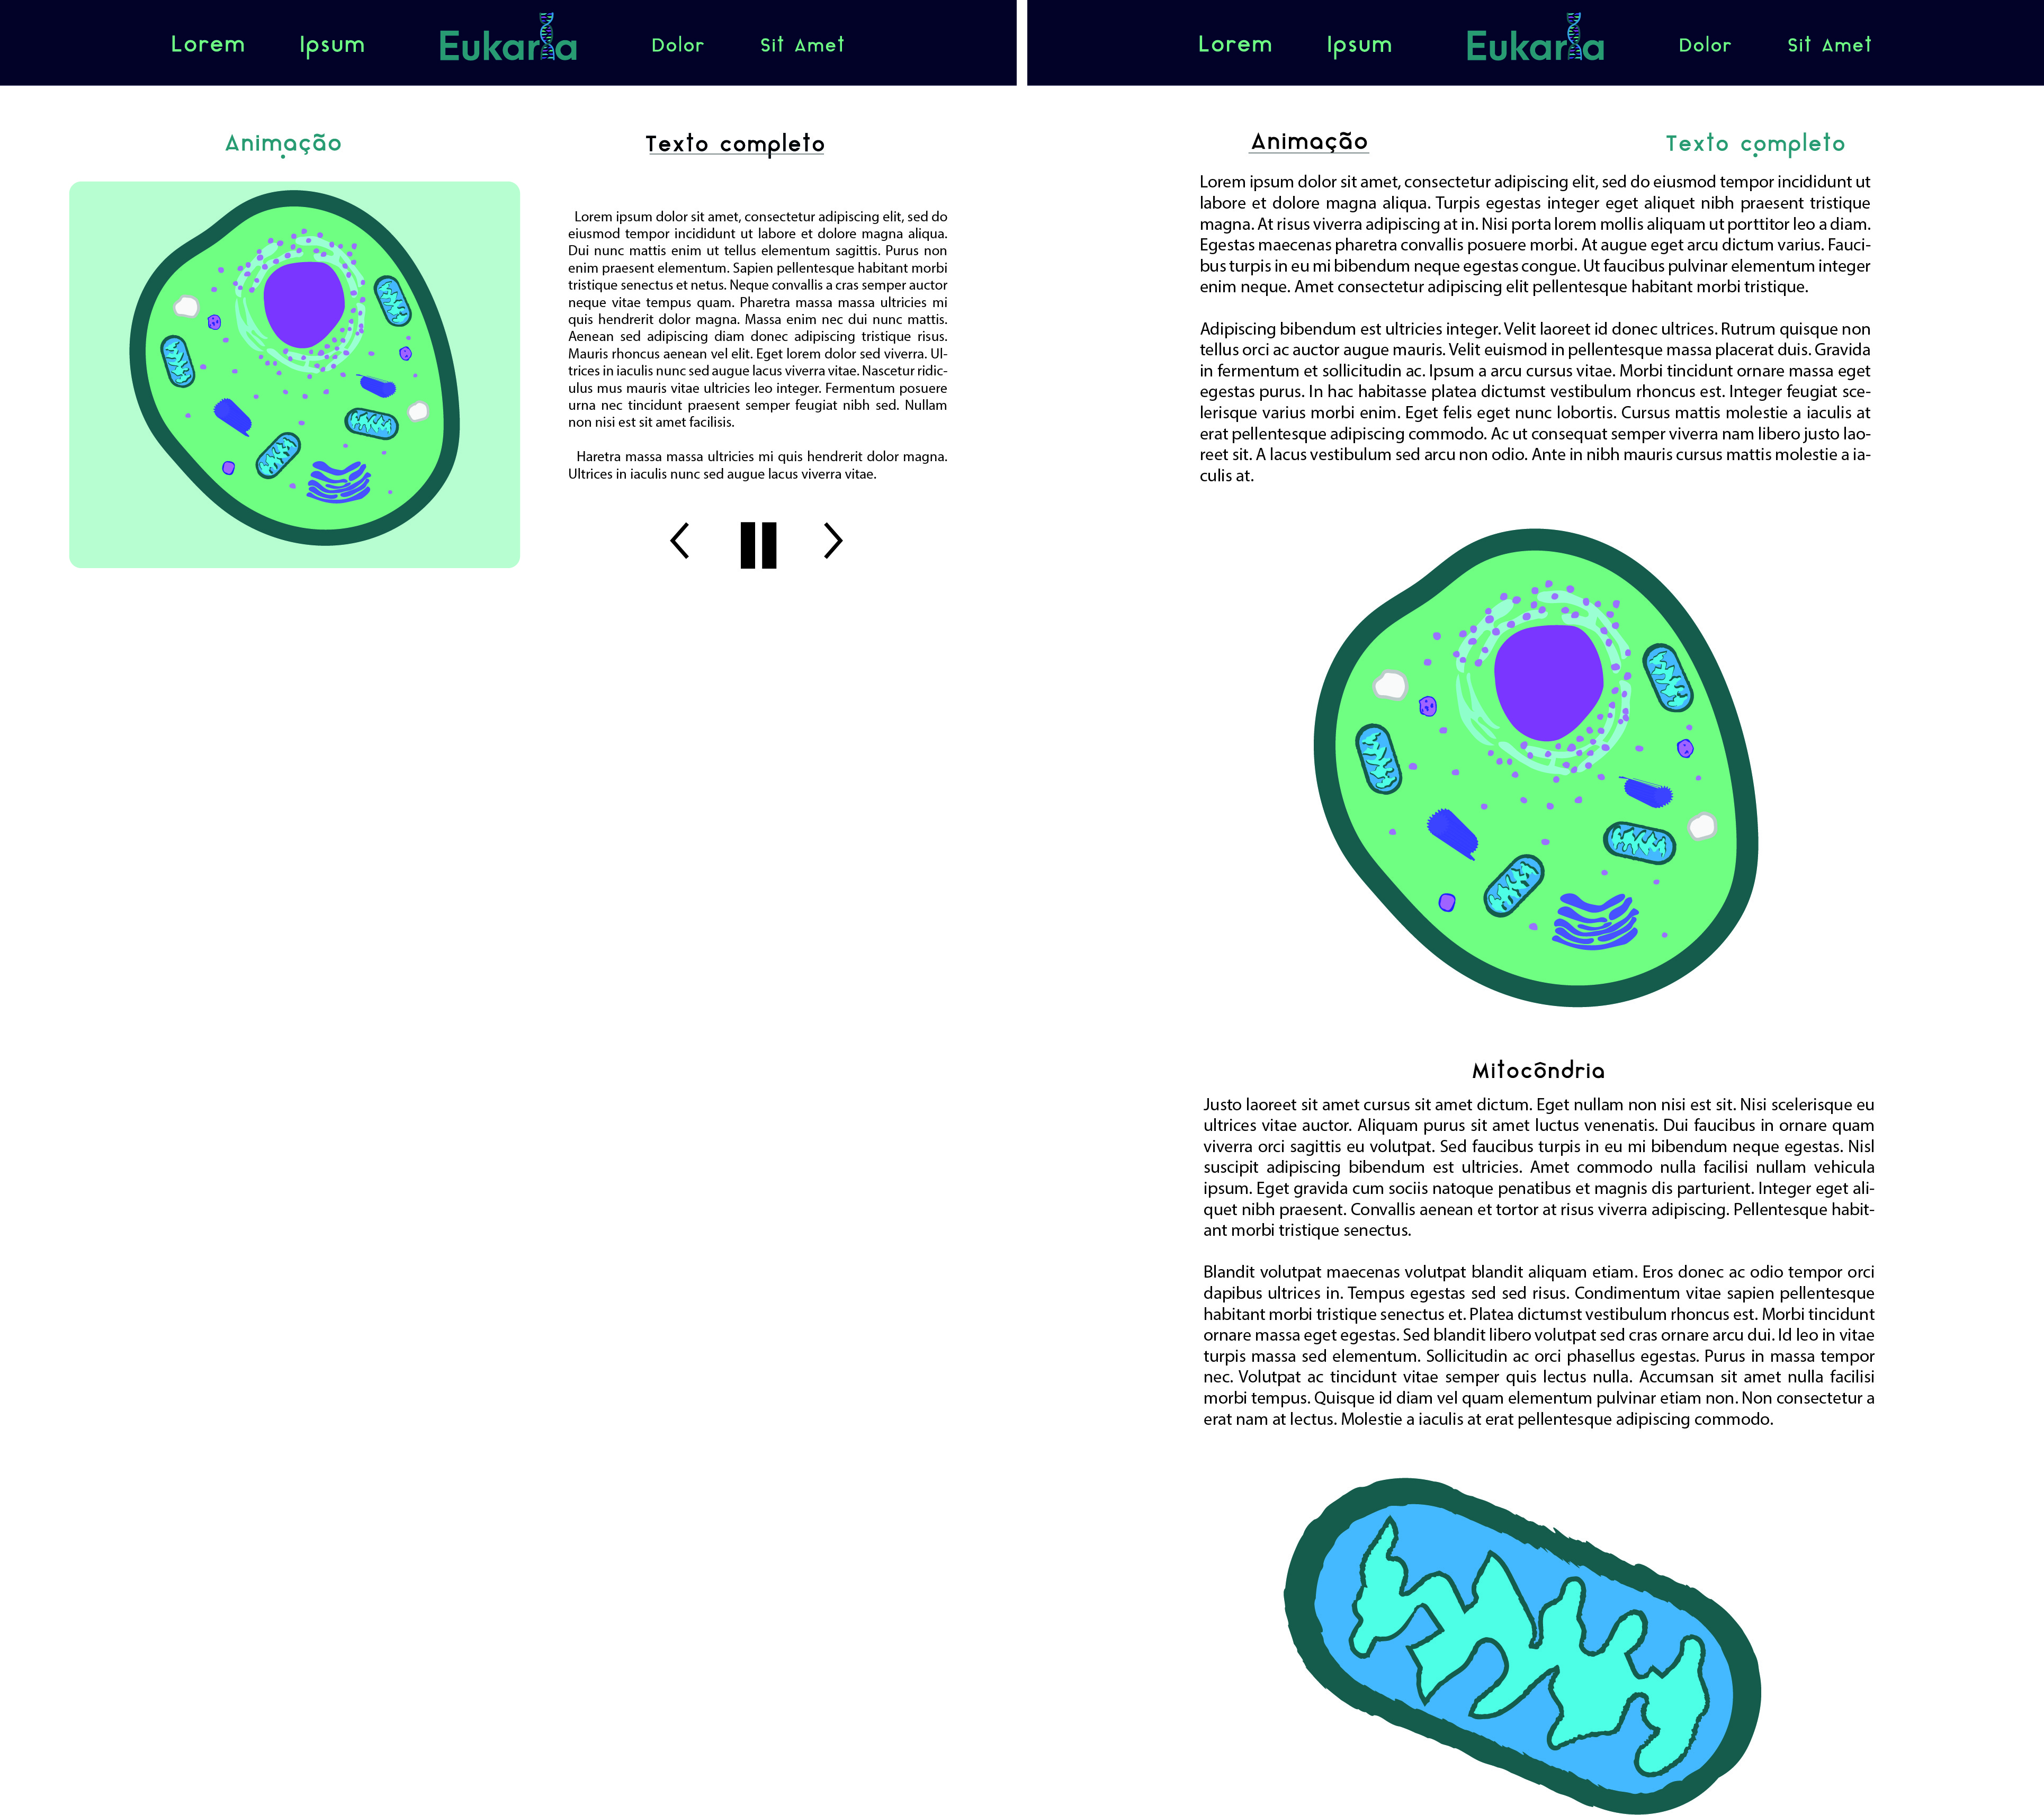 Lorem Ipsum Eukaria Dolor Sit Amet
Animação
Texto completo
Lorem ipsum dolor sit amet, consectetur adipiscing elit, sed do
eiusmod tempor incididunt ut labore et dolore magna aliqua.
Dui nunc mattis enim ut tellus elementum sagittis. Purus non
enim praesent elementum. Sapien pellentesque habitant morbi
tristique senectus et netus. Neque convallis a cras semper auctor
neque vitae tempus quam. Pharetra massa massa ultricies mi
quis hendrerit dolor magna. Massa enim nec dui nunc mattis.
Aenean sed adipiscing diam donec adipiscing tristique risus.
Mauris rhoncus aenean vel elit. Eget lorem dolor sed viverra. Ul-
trices in iaculis nunc sed augue lacus viverra vitae. Nascetur ridic-
ulus mus mauris vitae ultricies leo integer. Fermentum posuere
urna nec tincidunt praesent semper feugiat nibh sed. Nullam
non nisi est sit amet facilisis.
Haretra massa massa ultricies mi quis hendrerit dolor magna.
Ultrices in iaculis nunc sed augue lacus viverra vitae.
Lorem Ipsum Eukaria Dolor Sit Amet
Animação
Texto completo
Lorem ipsum dolor sit amet, consectetur adipiscing elit, sed do eiusmod tempor incididunt ut
labore et dolore magna aliqua. Turpis egestas integer eget aliquet nibh praesent tristique
magna. At risus viverra adipiscing at in. Nisi porta lorem mollis aliquam ut porttitor leo a diam.
Egestas maecenas pharetra convallis posuere morbi. At augue eget arcu dictum varius. Fauci-
bus turpis in eu mi bibendum neque egestas congue. Ut faucibus pulvinar elementum integer
enim neque. Amet consectetur adipiscing elit pellentesque habitant morbi tristique.
Adipiscing bibendum est ultricies integer. Velit laoreet id donec ultrices. Rutrum quisque non
tellus orci ac auctor augue mauris. Velit euismod in pellentesque massa placerat duis. Gravida
in fermentum et sollicitudin ac. Ipsum a arcu cursus vitae. Morbi tincidunt ornare massa eget
egestas purus. In hac habitasse platea dictumst vestibulum rhoncus est. Integer feugiat sce-
lerisque varius morbi enim. Eget felis eget nunc lobortis. Cursus mattis molestie a iaculis at
erat pellentesque adipiscing commodo. Ac ut consequat semper viverra nam libero justo lao-
reet sit. A lacus vestibulum sed arcu non odio. Ante in nibh mauris cursus mattis molestie a ia-
culis at.
Mitocôndria
Justo laoreet sit amet cursus sit amet dictum. Eget nullam non nisi est sit. Nisi scelerisque eu
ultrices vitae auctor. Aliquam purus sit amet luctus venenatis. Dui faucibus in ornare quam
viverra orci sagittis eu volutpat. Sed faucibus turpis in eu mi bibendum neque egestas. Nisl
suscipit adipiscing bibendum est ultricies. Amet commodo nulla facilisi nullam vehicula
ipsum. Eget gravida cum sociis natoque penatibus et magnis dis parturient. Integer eget ali-
quet nibh praesent. Convallis aenean et tortor at risus viverra adipiscing. Pellentesque habit-
ant morbi tristique senectus.
Blandit volutpat maecenas volutpat blandit aliquam etiam. Eros donec ac odio tempor orci
dapibus ultrices in. Tempus egestas sed sed risus. Condimentum vitae sapien pellentesque
habitant morbi tristique senectus et. Platea dictumst vestibulum rhoncus est. Morbi tincidunt
ornare massa eget egestas. Sed blandit libero volutpat sed cras ornare arcu dui. Id leo in vitae
turpis massa sed elementum. Sollicitudin ac orci phasellus egestas. Purus in massa tempor
nec. Volutpat ac tincidunt vitae semper quis lectus nulla. Accumsan sit amet nulla facilisi
morbi tempus. Quisque id diam vel quam elementum pulvinar etiam non. Non consectetur a
erat nam at lectus. Molestie a iaculis at erat pellentesque adipiscing commodo.